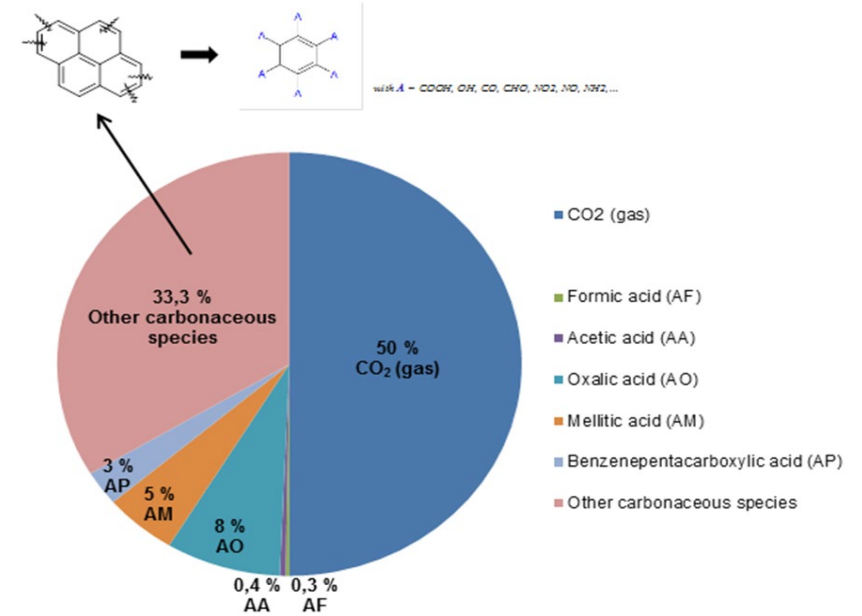 A
A
A
A
A
A
with A = COOH, OH, CO, CHO, NO2, NO, NH2,...
33,3 %
Other carbonaceous
species
50 %
CO₂ (gas)
3 %
AP
5 %
AM
8 %
AO
0,4 %
AA
0,3 %
AF
CO2 (gas)
Formic acid (AF)
Acetic acid (AA)
Oxalic acid (AO)
Mellitic acid (AM)
Benzenepentacarboxylic acid (AP)
Other carbonaceous species